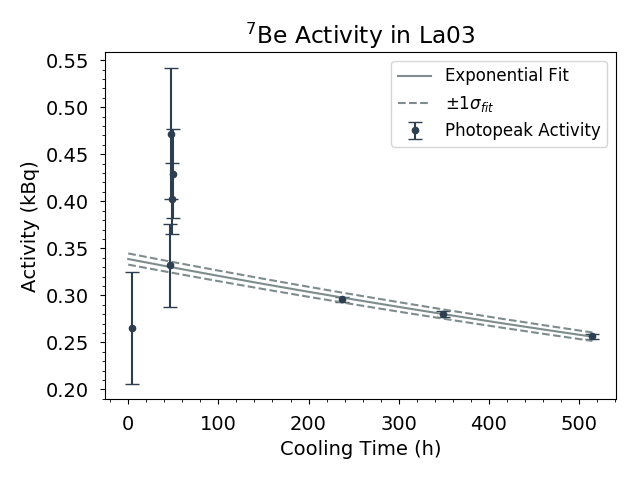 ⁷Be Activity in La03
Activity (kBq)
0.55
0.50
0.45
0.40
0.35
0.30
0.25
0.20
Exponential Fit
±1σ_fit
Photopeak Activity
0 100 200 300 400 500
Cooling Time (h)